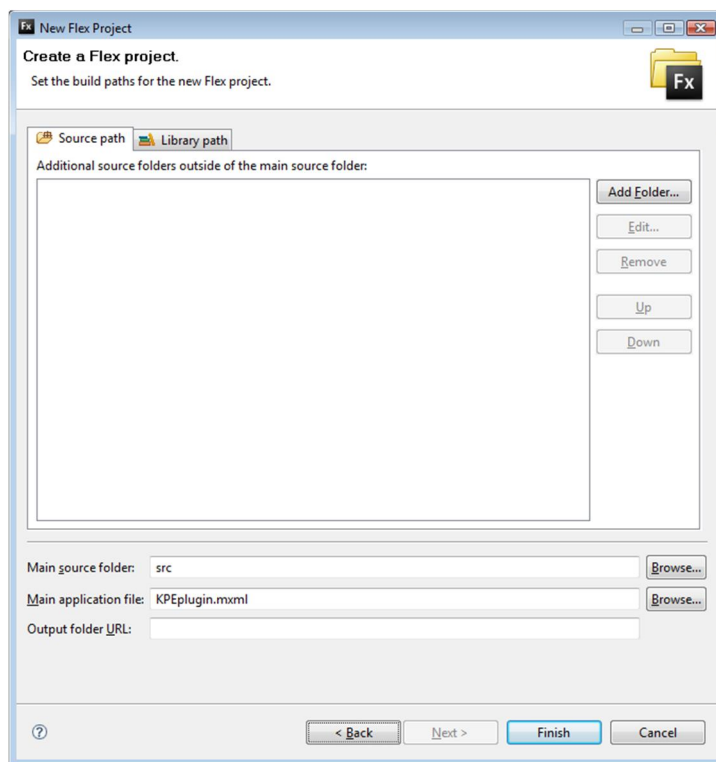 Fx New Flex Project
Create a Flex project.
Set the build paths for the new Flex project.
Fx
Source path
Library path
Additional source folders outside of the main source folder:
Add Folder...
Edit...
Remove
Up
Down
Main source folder: src Browse...
Main application file: KPEplugin.mxml Browse...
Output folder URL:
? < Back Next > Finish Cancel